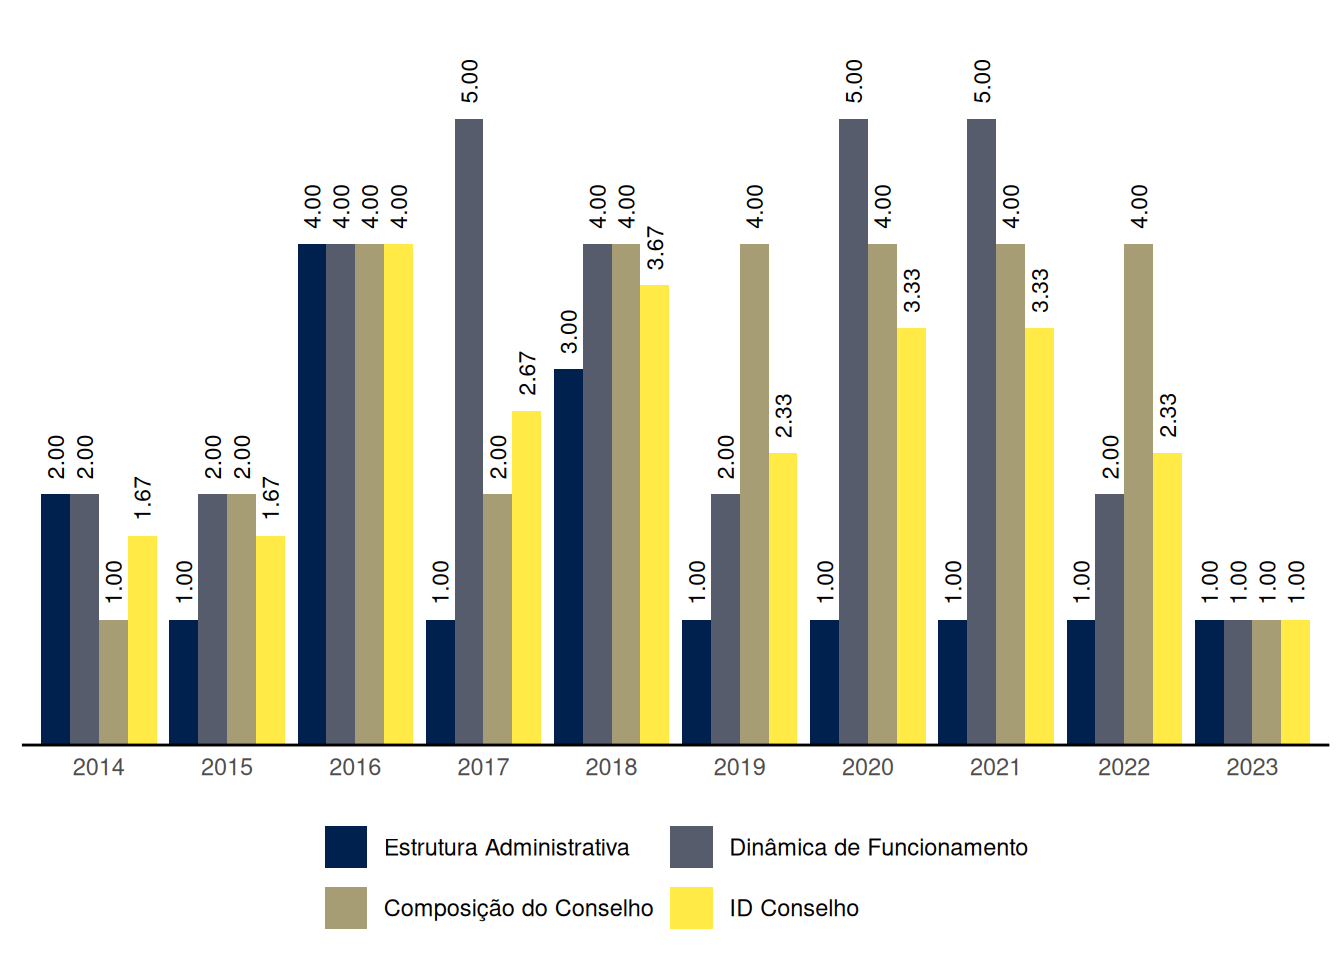 5.00 5.00 5.00
4.00 4.00 4.00 4.00 4.00 4.00 4.00 4.00 4.00 4.00
3.67
3.33 3.33
3.00
2.67
2.33 2.33
2.00 2.00 2.00 2.00 2.00 2.00 2.00
1.67 1.67
1.00 1.00 1.00 1.00 1.00 1.00 1.00 1.00 1.00 1.00 1.00
2014 2015 2016 2017 2018 2019 2020 2021 2022 2023
Estrutura Administrativa Dinâmica de Funcionamento
Composição do Conselho ID Conselho